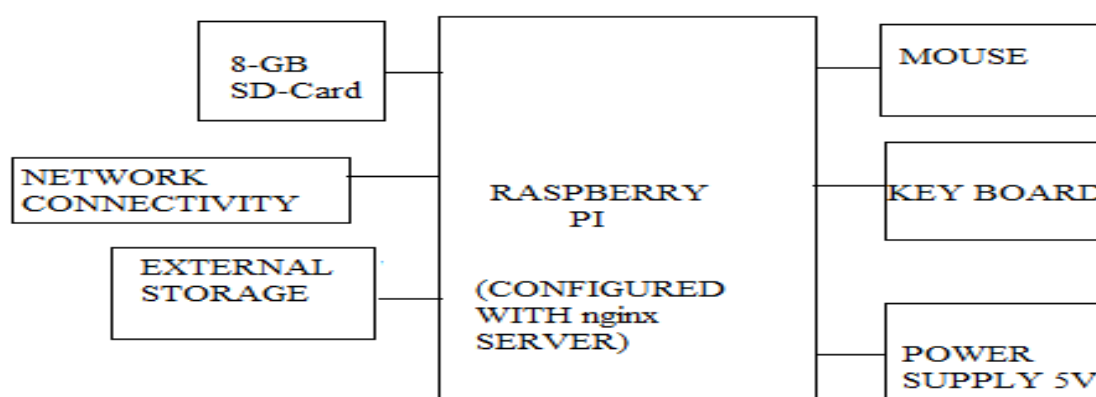 8-GB
SD-Card
NETWORK
CONNECTIVITY
EXTERNAL
STORAGE
RASPBERRY
PI
(CONFIGURED
WITH nginx
SERVER)
MOUSE
KEY BOARD
POWER
SUPPLY 5V